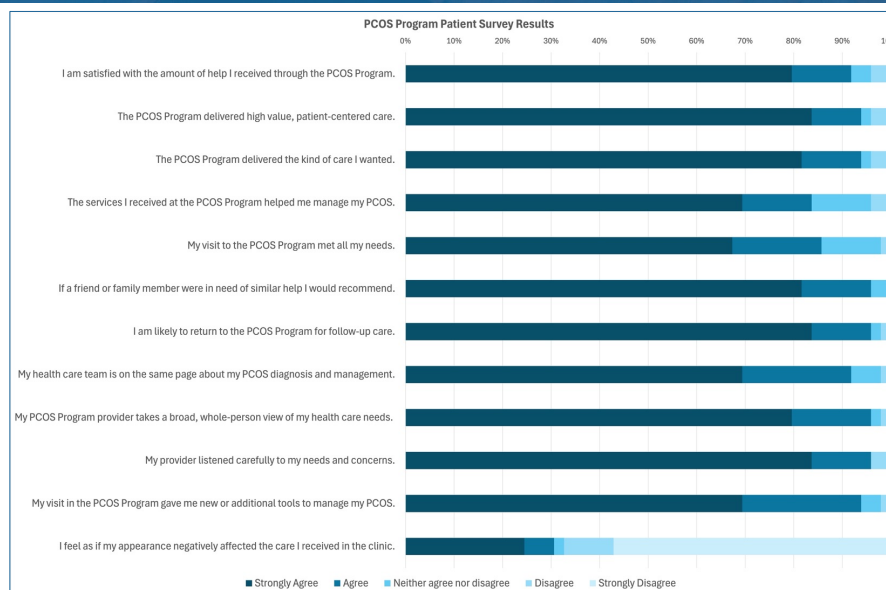 PCOS Program Patient Survey Results
0% 10% 20% 30% 40% 50% 60% 70% 80% 90%
I am satisfied with the amount of help I received through the PCOS Program.
The PCOS Program delivered high value, patient-centered care.
The PCOS Program delivered the kind of care I wanted.
The services I received at the PCOS Program helped me manage my PCOS.
My visit to the PCOS Program met all my needs.
If a friend or family member were in need of similar help I would recommend.
I am likely to return to the PCOS Program for follow-up care.
My health care team is on the same page about my PCOS diagnosis and management.
My PCOS Program provider takes a broad, whole-person view of my health care needs.
My provider listened carefully to my needs and concerns.
My visit in the PCOS Program gave me new or additional tools to manage my PCOS.
I feel as if my appearance negatively affected the care I received in the clinic.
Strongly Agree Agree Neither agree nor disagree Disagree Strongly Disagree